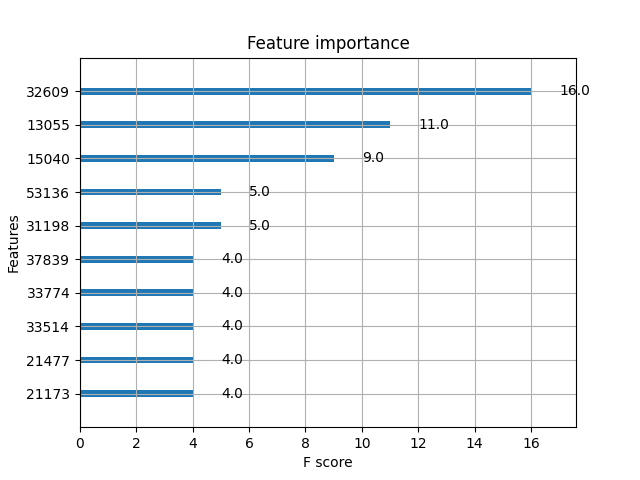 Feature importance
32609 16.0
13055 11.0
15040 9.0
53136 5.0
31198 5.0
37839 4.0
33774 4.0
33514 4.0
21477 4.0
21173 4.0
Features
0 2 4 6 8 10 12 14 16
F score